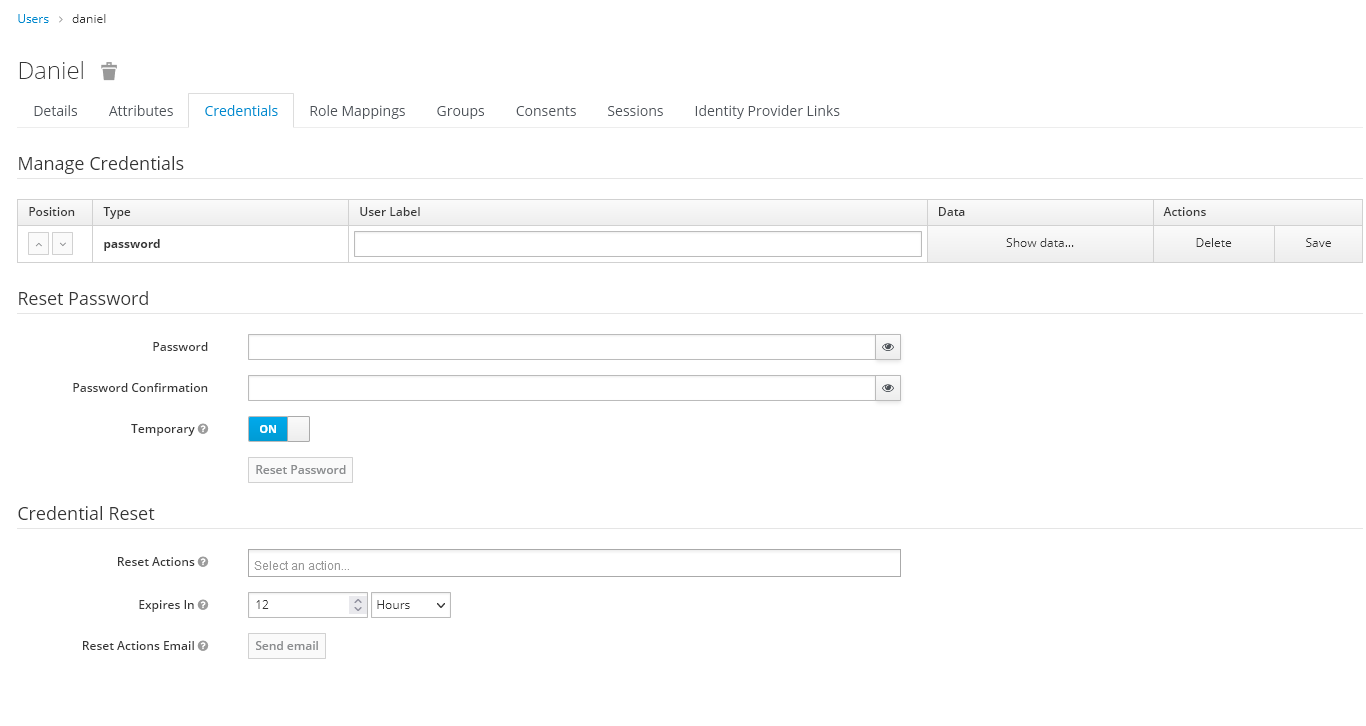 Users > daniel
Daniel
Details Attributes Credentials Role Mappings Groups Consents Sessions Identity Provider Links
Manage Credentials
Position Type User Label Data Actions
password Show data... Delete Save
Reset Password
Password
Password Confirmation
Temporary ON
Reset Password
Credential Reset
Reset Actions Select an action...
Expires In 12 Hours
Reset Actions Email Send email